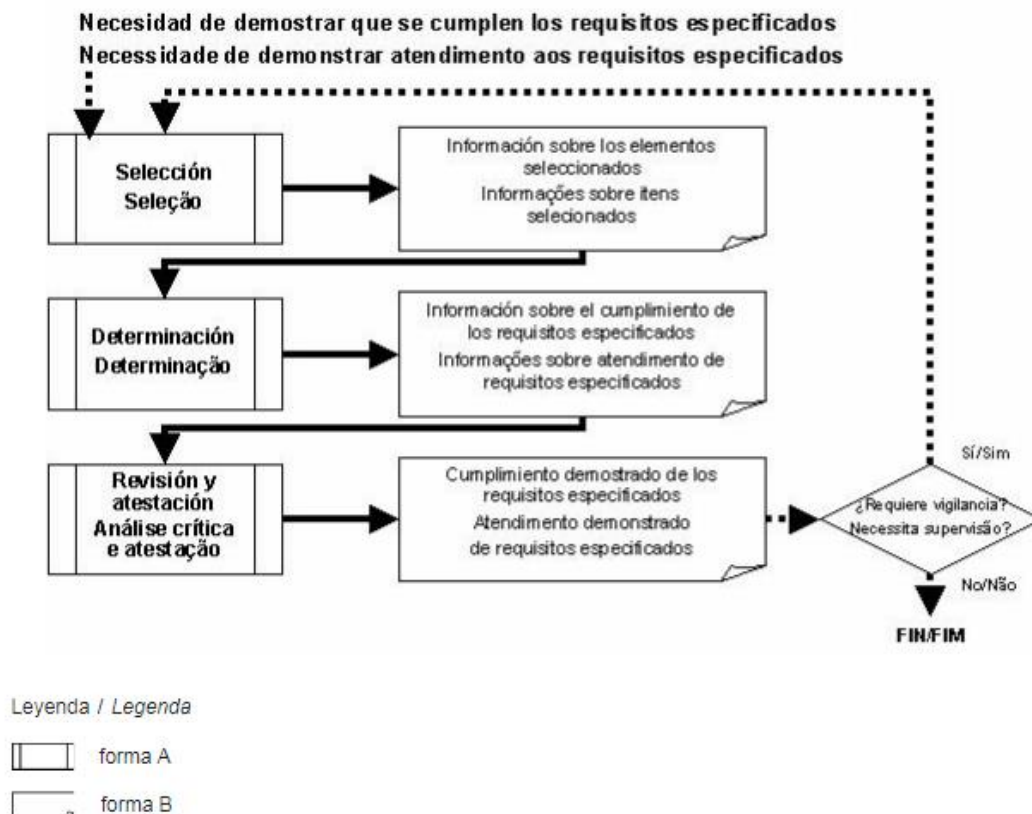 Necesidad de demostrar que se cumplen los requisitos especificados
Necessidade de demonstrar atendimento aos requisitos especificados
Selección
Seleção
Información sobre los elementos
seleccionados
Informações sobre itens
selecionados
Determinación
Determinação
Información sobre el cumplimiento de
los requisitos especificados
Informações sobre atendimento de
requisitos especificados
Revisión y
atestación
Análise crítica
e atestação
Cumplimiento demostrado de los
requisitos especificados
Atendimento demonstrado
de requisitos especificados
Sí/Sim
¿Requiere vigilancia?
Necessita supervisão?
No/Não
FIN/FIM
Leyenda / Legenda
forma A
forma B